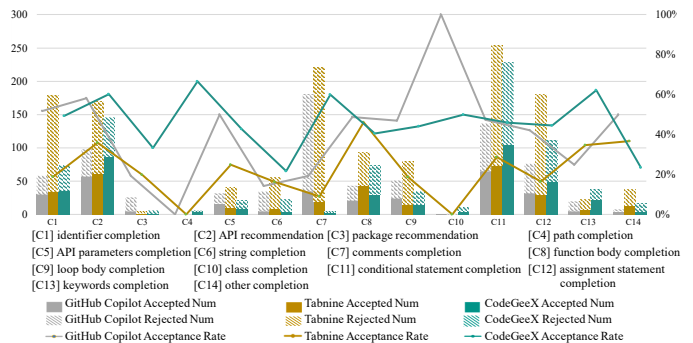 300 100%
250 80%
200
60%
150
40%
100
50 20%
0 0%
C1 C2 C3 C4 C5 C6 C7 C8 C9 C10 C11 C12 C13 C14
[C1] identifier completion [C2] API recommendation [C3] package recommendation [C4] path completion
[C5] API parameters completion [C6] string completion [C7] comments completion [C8] function body completion
[C9] loop body completion [C10] class completion [C11] conditional statement completion [C12] assignment statement
completion
[C13] keywords completion [C14] other completion
GitHub Copilot Accepted Num Tabnine Accepted Num CodeGeeX Accepted Num
GitHub Copilot Rejected Num Tabnine Rejected Num CodeGeeX Rejected Num
GitHub Copilot Acceptance Rate Tabnine Acceptance Rate CodeGeeX Acceptance Rate